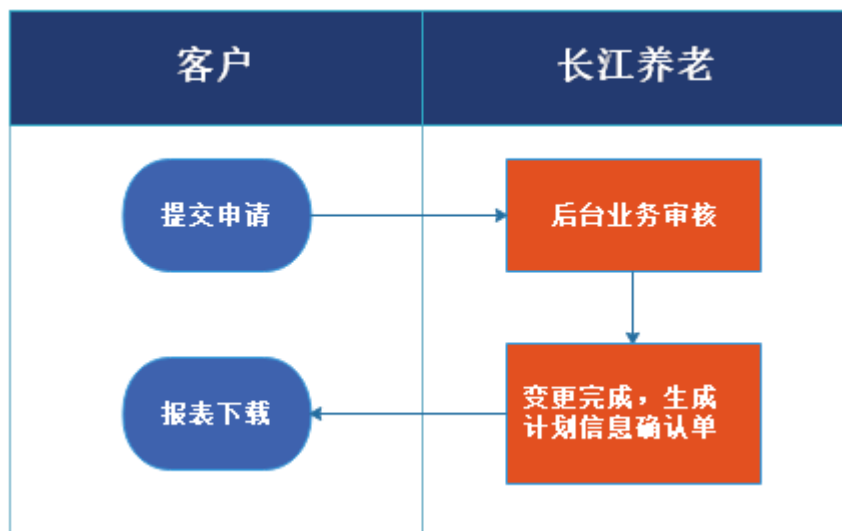 客户
长江养老
提交申请
后台业务审核
变更完成，生成
计划信息确认单
报表下载